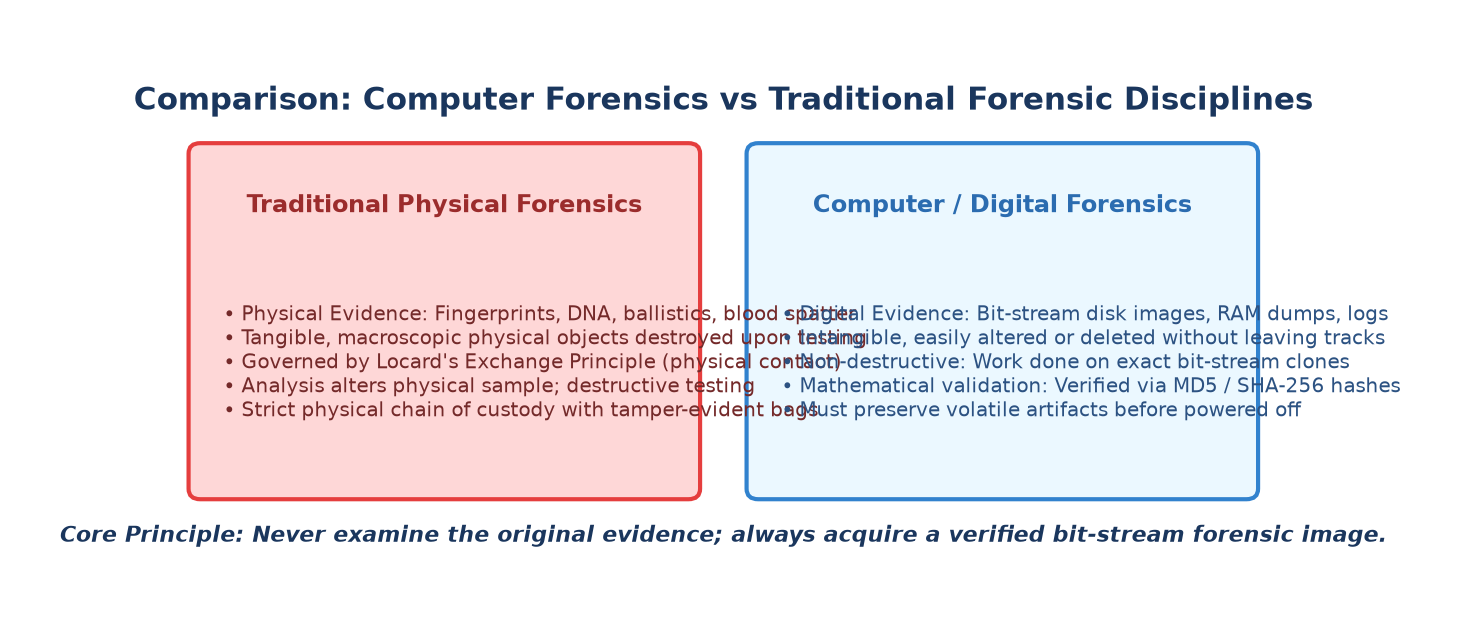 Comparison: Computer Forensics vs Traditional Forensic Disciplines
Traditional Physical Forensics
• Physical Evidence: Fingerprints, DNA, ballistics, blood spatter
• Tangible, macroscopic physical objects destroyed upon testing
• Governed by Locard's Exchange Principle (physical contact)
• Analysis alters physical sample; destructive testing
• Strict physical chain of custody with tamper-evident bags
Computer / Digital Forensics
• Digital Evidence: Bit-stream disk images, RAM dumps, logs
• Intangible, easily altered or deleted without leaving tracks
• Non-destructive: Work done on exact bit-stream clones
• Mathematical validation: Verified via MD5 / SHA-256 hashes
• Must preserve volatile artifacts before powered off
Core Principle: Never examine the original evidence; always acquire a verified bit-stream forensic image.